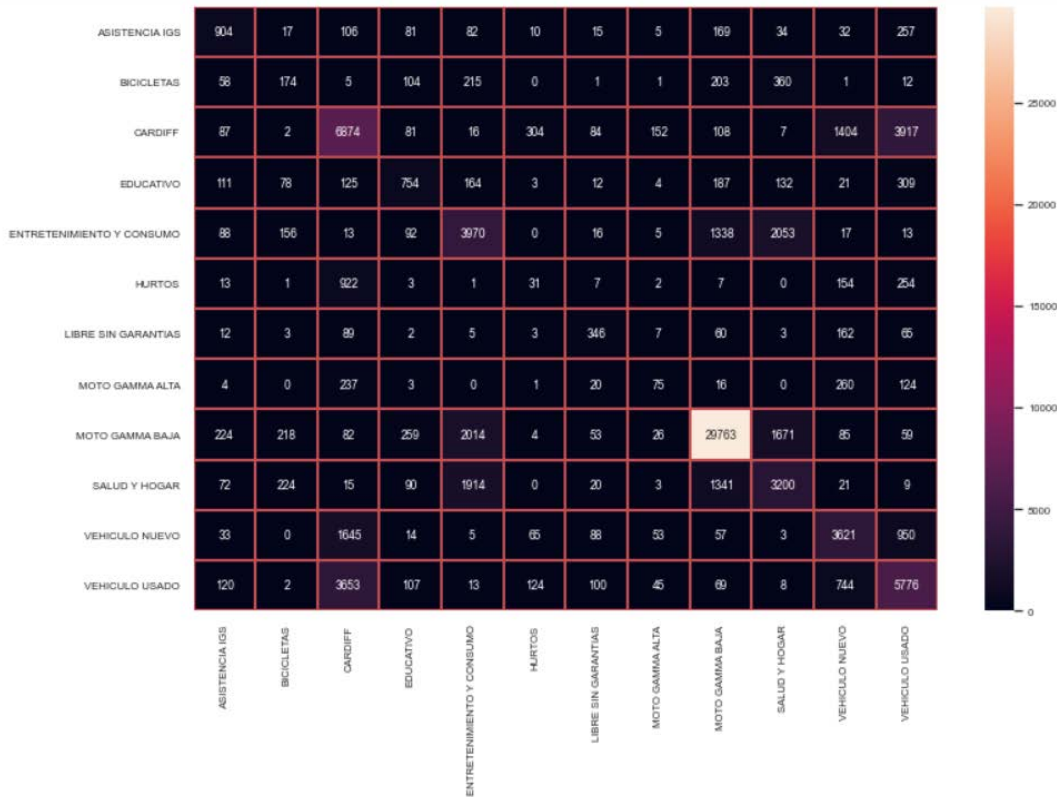 ASISTENCIA IGS 904 17 106 81 82 10 15 5 169 34 32 257
BICICLETAS 58 174 5 104 215 0 1 1 203 360 1 12
CARDIFF 87 2 6874 81 16 304 84 152 108 7 1404 3917
EDUCATIVO 111 78 125 754 164 3 12 4 187 132 21 309
ENTRETENIMIENTO Y CONSUMO 88 156 13 92 3970 0 16 5 1338 2053 17 13
HURTOS 13 1 922 3 1 31 7 2 7 0 154 254
LIBRE SIN GARANTIAS 12 3 89 2 5 3 346 7 60 3 162 65
MOTO GAMMA ALTA 4 0 237 3 0 1 20 75 16 0 260 124
MOTO GAMMA BAJA 224 218 82 259 2014 4 53 26 29763 1671 85 59
SALUD Y HOGAR 72 224 15 90 1914 0 20 3 1341 3200 21 9
VEHICULO NUEVO 33 0 1645 14 5 65 88 53 57 3 3621 950
VEHICULO USADO 120 2 3653 107 13 124 100 45 69 8 744 5776
ASISTENCIA IGS
BICICLETAS
CARDIFF
EDUCATIVO
ENTRETENIMIENTO Y CONSUMO
HURTOS
LIBRE SIN GARANTIAS
MOTO GAMMA ALTA
MOTO GAMMA BAJA
SALUD Y HOGAR
VEHICULO NUEVO
VEHICULO USADO
25000
20000
15000
10000
5000
0